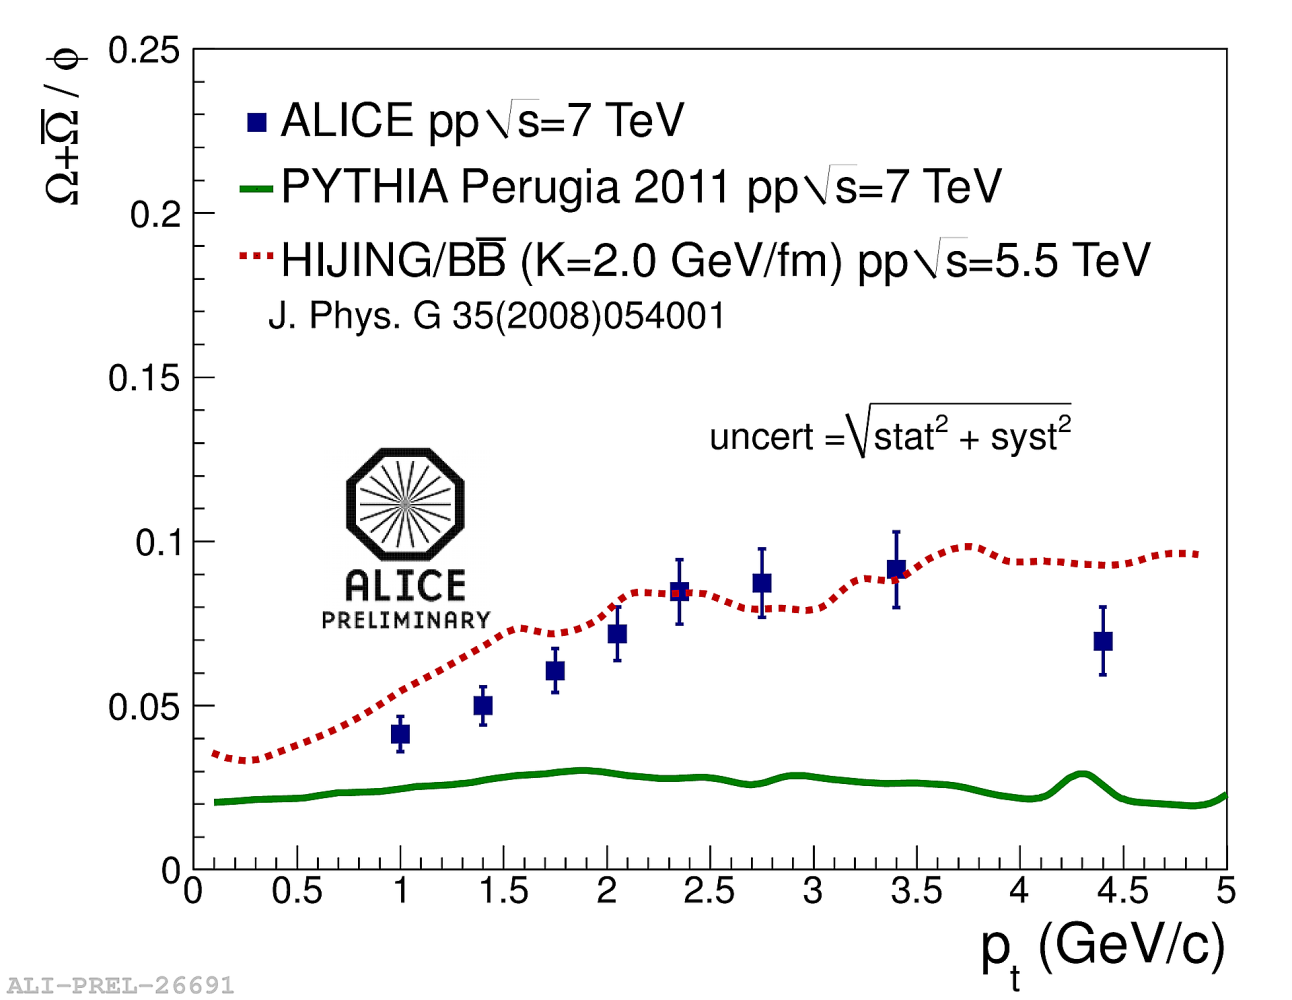 Ω+Ω̅ / ϕ
0.25
0.2
0.15
0.1
0.05
0
ALICE pp√s=7 TeV
PYTHIA Perugia 2011 pp√s=7 TeV
HIJING/BB̅ (K=2.0 GeV/fm) pp√s=5.5 TeV
J. Phys. G 35(2008)054001
uncert =√stat² + syst²
ALICE
PRELIMINARY
0 0.5 1 1.5 2 2.5 3 3.5 4 4.5 5
pt (GeV/c)
ALI-PREL-26691